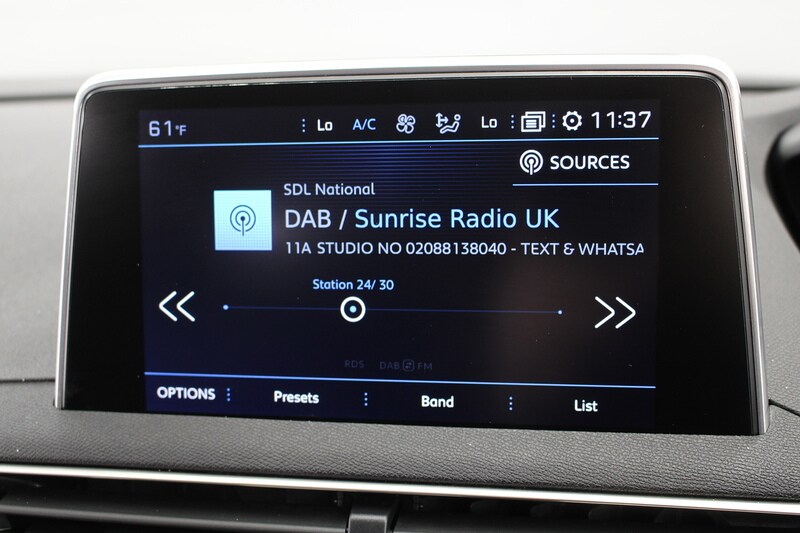 61°F Lo A/C Lo 11:37
SOURCES
SDL National
DAB / Sunrise Radio UK
11A STUDIO NO 02088138040 - TEXT & WHATSA
Station 24/ 30
RDS DAB FM
OPTIONS Presets Band List